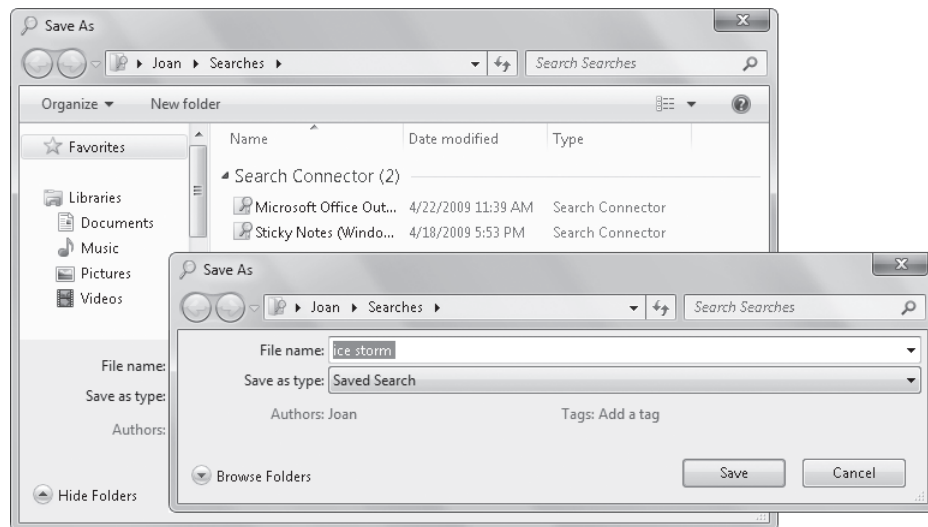 Save As
Joan Searches
Search Searches
Organize New folder
Favorites
Libraries
Documents
Music
Pictures
Videos
Name Date modified Type
Search Connector (2)
Microsoft Office Out... 4/22/2009 11:39 AM Search Connector
Sticky Notes (Windo... 4/18/2009 5:53 PM Search Connector
File name:
Save as type:
Authors:
Hide Folders
Save As
Joan Searches
Search Searches
File name: ice storm
Save as type: Saved Search
Authors: Joan Tags: Add a tag
Browse Folders Save Cancel